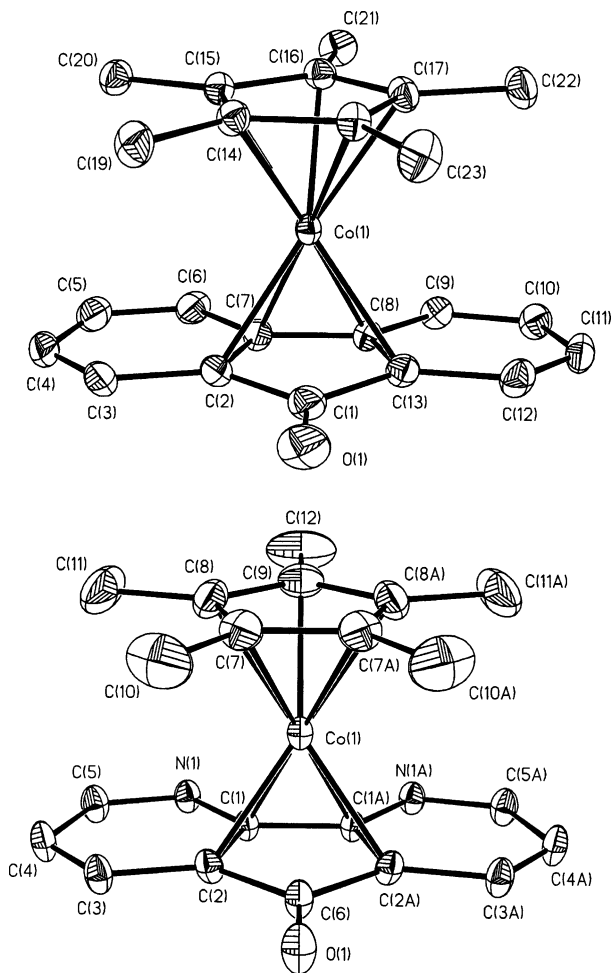 C(21)
C(20) C(15) C(16) C(17)
C(22)
C(19) C(14) C(23)
Co(1)
C(5) C(6) C(7) C(8) C(9) C(10) C(11)
C(4) C(3) C(2) C(1) C(13) C(12)
O(1)
C(12)
C(11) C(8) C(9) C(8A) C(11A)
C(10) C(7) C(7A) C(10A)
Co(1)
C(5) N(1) C(1) C(1A) N(1A) C(5A)
C(4) C(3) C(2) C(6) C(2A) C(3A) C(4A)
O(1)